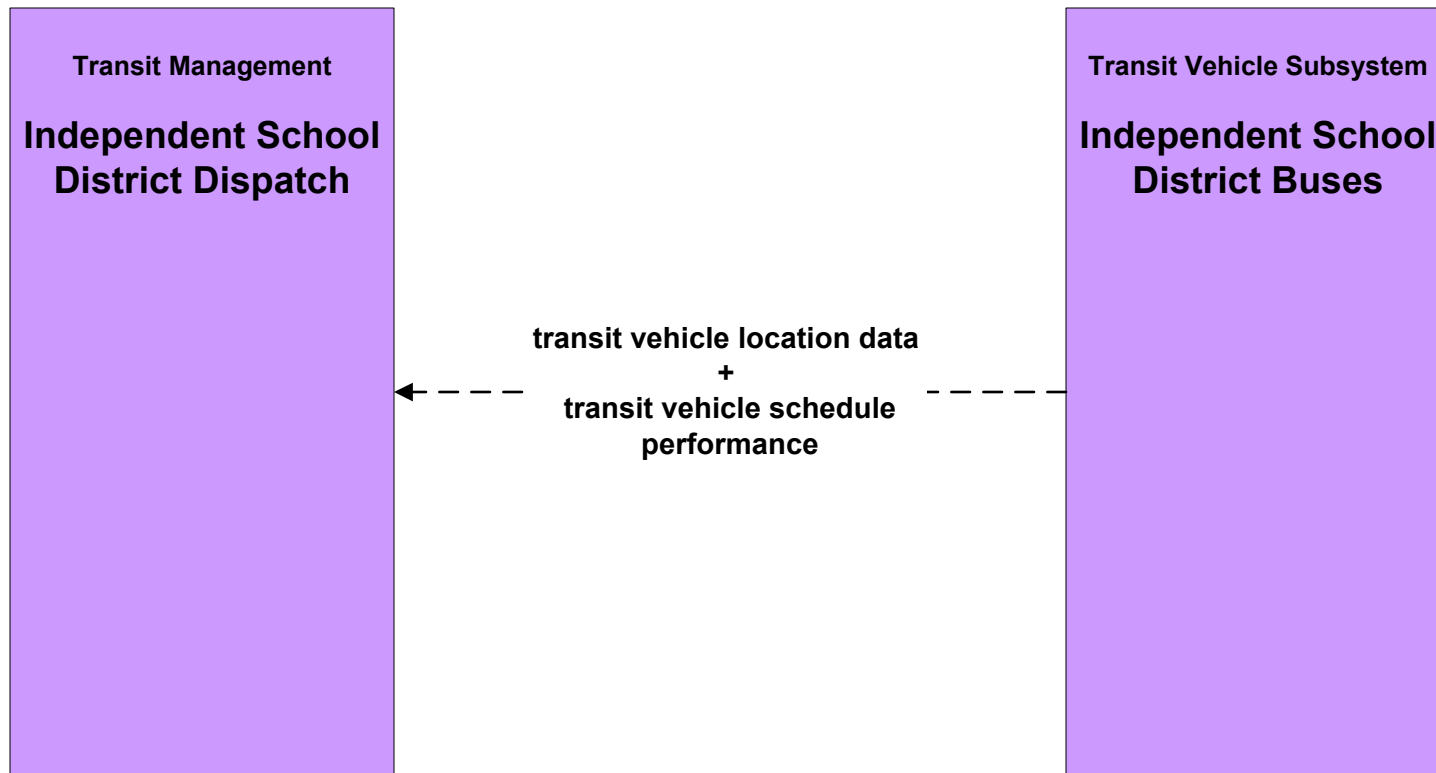 Transit Management
Independent School
District Dispatch
transit vehicle location data
+
transit vehicle schedule
performance
Transit Vehicle Subsystem
Independent School
District Buses